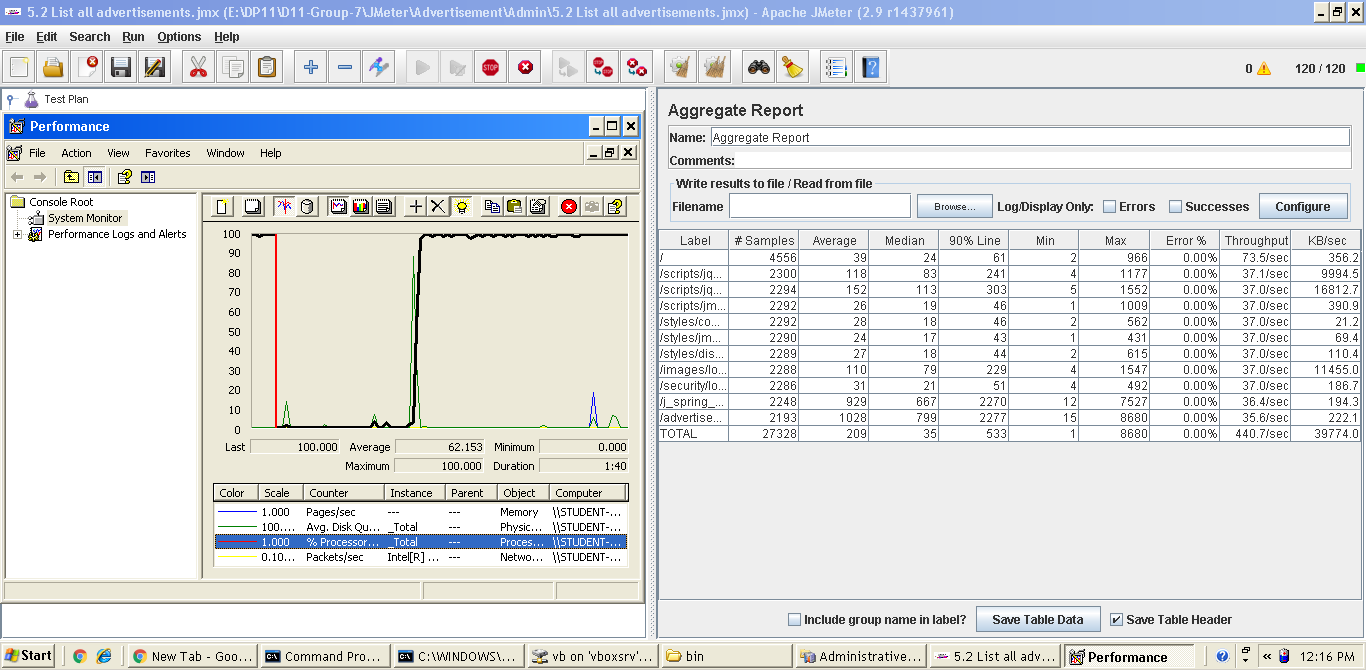 5.2 List all advertisements.jmx (E:\DP11\D11-Group-7\JMeter\Advertisement\Admin\5.2 List all advertisements.jmx) - Apache JMeter (2.9 r1437961)
File Edit Search Run Options Help
STOP STOP
0 120 / 120
Test Plan
Performance
File Action View Favorites Window Help
Console Root
System Monitor
Performance Logs and Alerts
100
90
80
70
60
50
40
30
20
10
0
Last 100.000 Average 62.153 Minimum 0.000
Maximum 100.000 Duration 1:40
Color Scale Counter Instance Parent Object Computer
1.000 Pages/sec --- --- Memory \\STUDENT-...
100.... Avg. Disk Qu... _Total --- Physic... \\STUDENT-...
1.000 % Processor... _Total --- Proces... \\STUDENT-...
0.10... Packets/sec Intel[R] ... --- Netwo... \\STUDENT-...
Aggregate Report
Name: Aggregate Report
Comments:
Write results to file / Read from file
Filename Browse... Log/Display Only: Errors Successes Configure
Label # Samples Average Median 90% Line Min Max Error % Throughput KB/sec
/ 4556 39 24 61 2 966 0.00% 73.5/sec 356.2
/scripts/jq... 2300 118 83 241 4 1177 0.00% 37.1/sec 9994.5
/scripts/jq... 2294 152 113 303 5 1552 0.00% 37.0/sec 16812.7
/scripts/jm... 2292 26 19 46 1 1009 0.00% 37.0/sec 390.9
/styles/co... 2292 28 18 46 2 562 0.00% 37.0/sec 21.2
/styles/jm... 2290 24 17 43 1 431 0.00% 37.0/sec 69.4
/styles/dis... 2289 27 18 44 2 615 0.00% 37.0/sec 110.4
/images/lo... 2288 110 79 229 4 1547 0.00% 37.0/sec 11455.0
/security/lo... 2286 31 21 51 4 492 0.00% 37.0/sec 186.7
/j_spring_... 2248 929 667 2270 12 7527 0.00% 36.4/sec 194.3
/advertise... 2193 1028 799 2277 15 8680 0.00% 35.6/sec 222.1
TOTAL 27328 209 35 533 1 8680 0.00% 440.7/sec 39774.0
Include group name in label? Save Table Data Save Table Header
Start New Tab - Goo... Command Pro... C:\WINDOWS\... vb on 'vboxsrv'... bin Administrative... 5.2 List all adv... Performance 12:16 PM